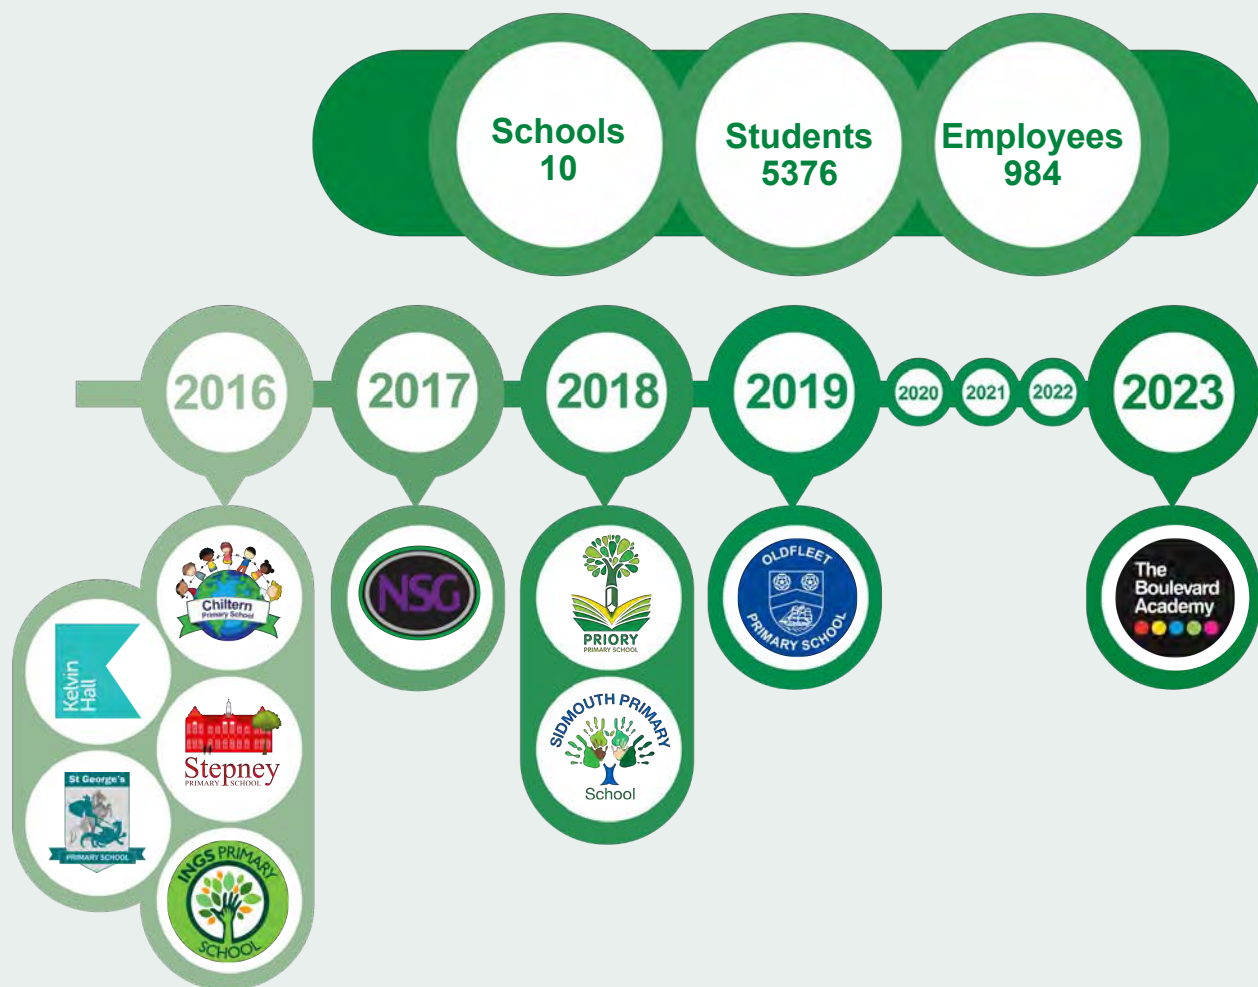 Schools
10
Students
5376
Employees
984
2016
2017
2018
2019
2020
2021
2022
2023
Chiltern
Primary School
Kelvin
Hall
Stepney
PRIMARY SCHOOL
St George's
PRIMARY SCHOOL
INGS PRIMARY
SCHOOL
NSG
PRIORY
PRIMARY SCHOOL
SIDMOUTH PRIMARY
School
OLDFLEET
PRIMARY SCHOOL
The
Boulevard
Academy